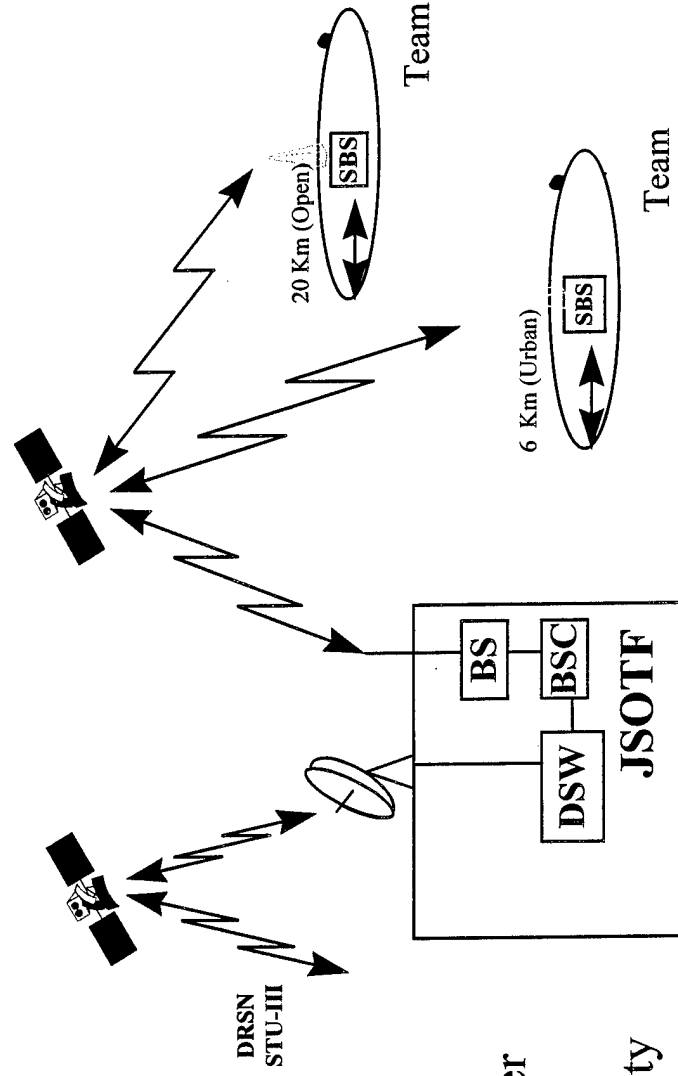 DRSN
STU-III
20 Km (Open)
SBS
Team
6 Km (Urban)
SBS
Team
BS
BSC
DSW
JSOTF
er
ty